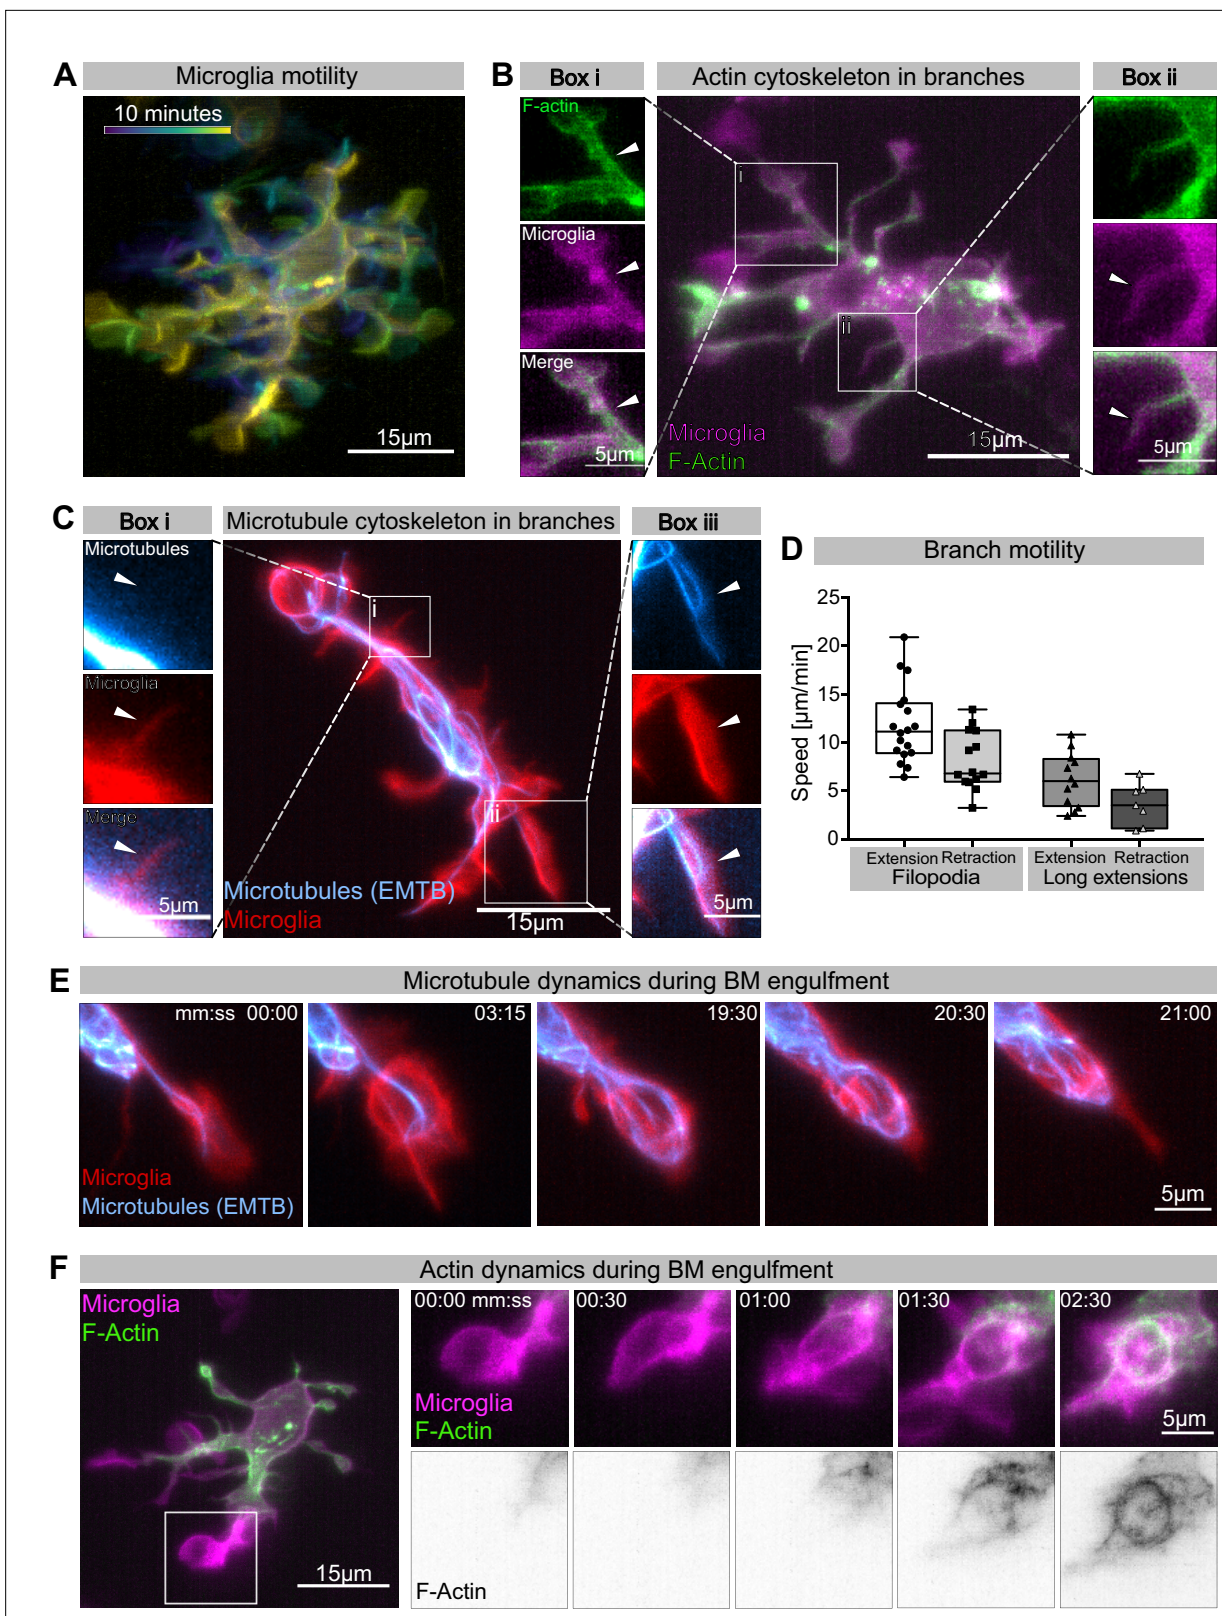 A
Microglia motility
10 minutes
15µm
B
Box i
Actin cytoskeleton in branches
Box ii
F-actin
Microglia
Merge
5µm
i
ii
Microglia
F-Actin
15µm
5µm
C
Box i
Microtubule cytoskeleton in branches
Box iii
Microtubules
Microglia
Merge
5µm
i
ii
Microtubules (EMTB)
Microglia
15µm
5µm
D
Branch motility
Speed [µm/min]
25
20
15
10
5
0
Extension Retraction Extension Retraction
Filopodia Long extensions
E
Microtubule dynamics during BM engulfment
mm:ss 00:00 03:15 19:30 20:30 21:00
Microglia
Microtubules (EMTB)
5µm
F
Actin dynamics during BM engulfment
Microglia
F-Actin
15µm
00:00 mm:ss 00:30 01:00 01:30 02:30
Microglia
F-Actin
5µm
F-Actin